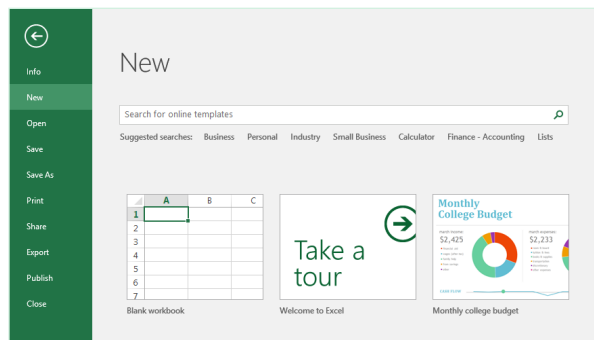 Info
New
Open
Save
Save As
Print
Share
Export
Publish
Close
New
Search for online templates
Suggested searches: Business Personal Industry Small Business Calculator Finance - Accounting Lists
A B C
1
2
3
4
5
6
7
Blank workbook
Take a
tour
Welcome to Excel
Monthly
College Budget
$2,425 $2,233
Monthly college budget